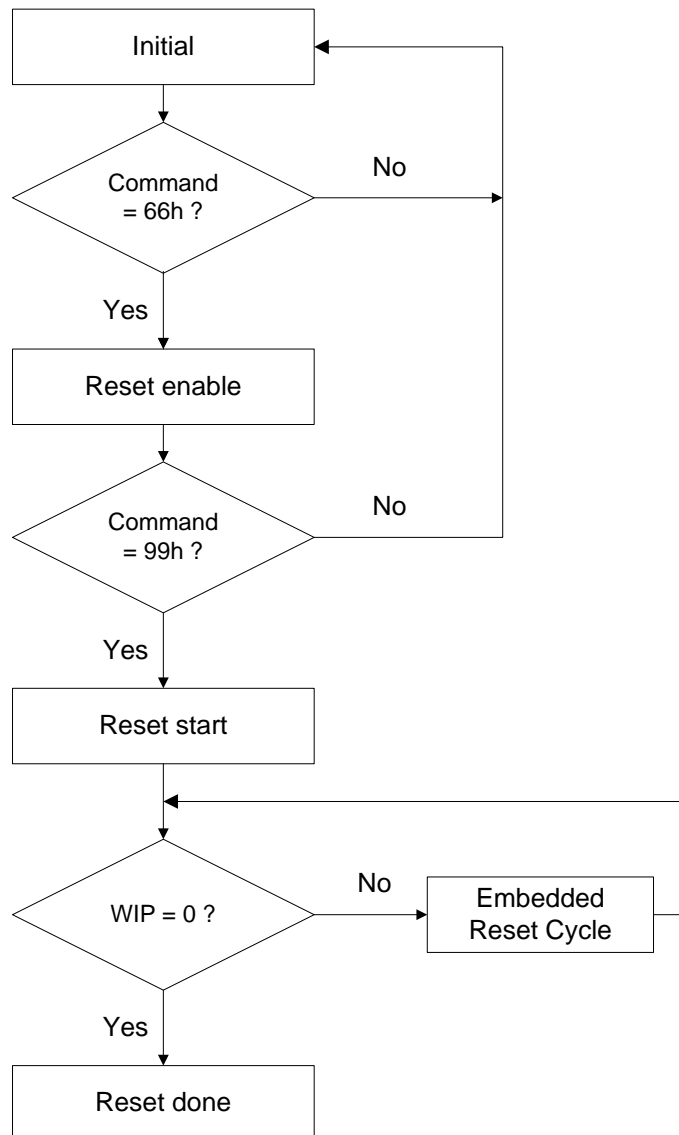 Initial
Command
= 66h ?
No
Yes
Reset enable
Command
= 99h ?
No
Yes
Reset start
WIP = 0 ?
No
Embedded
Reset Cycle
Yes
Reset done